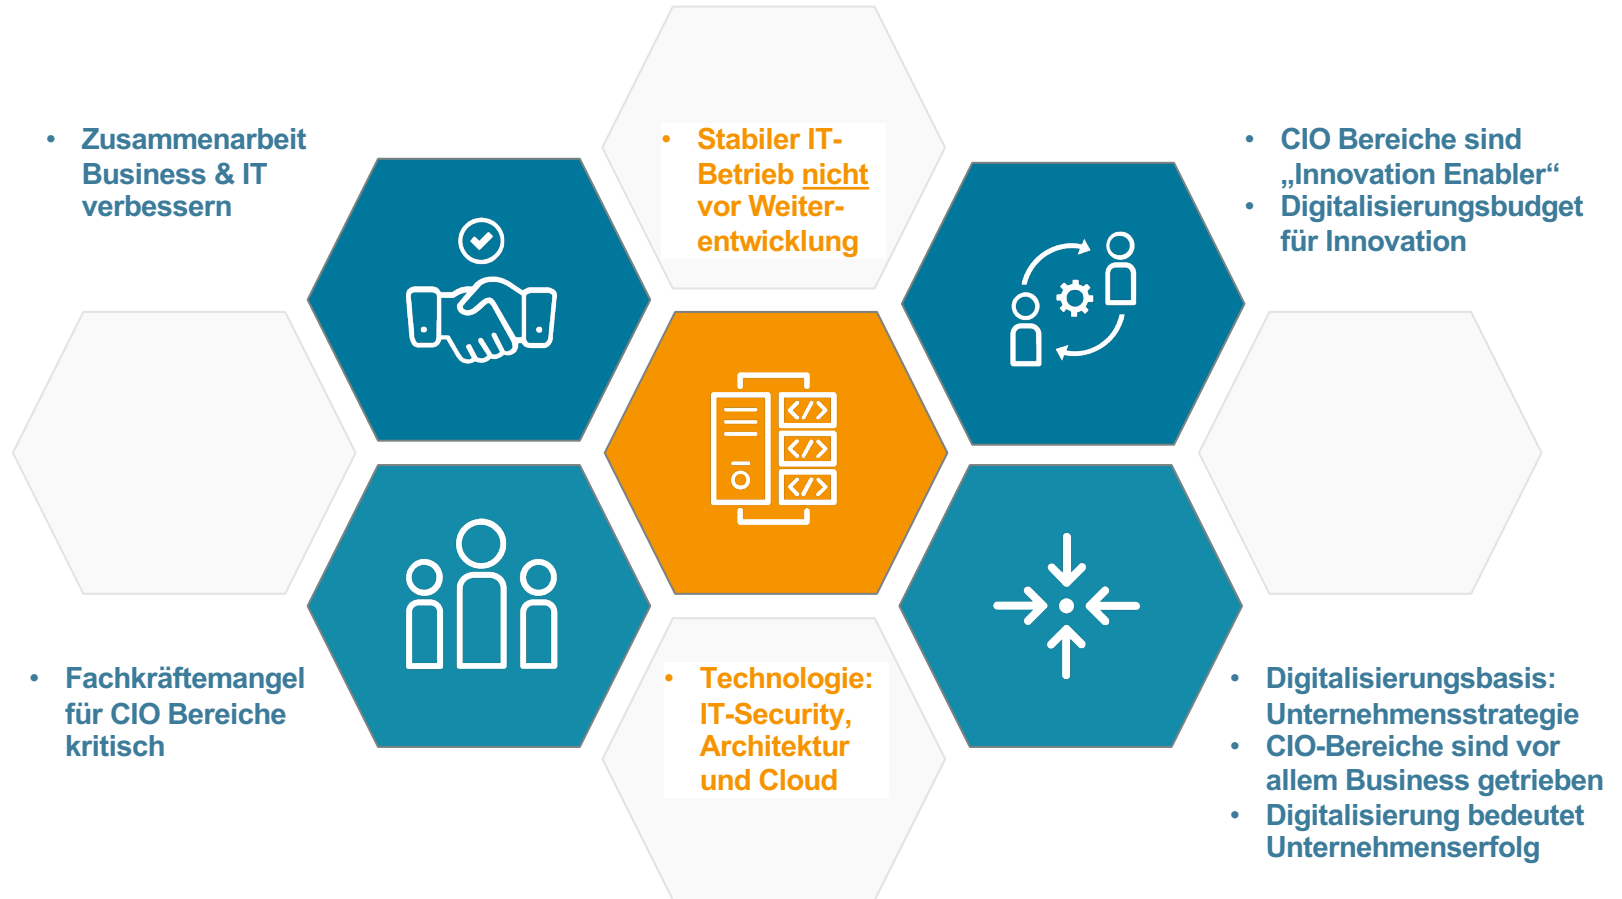 • Zusammenarbeit
Business & IT
verbessern
• Stabiler IT-
Betrieb nicht
vor Weiter-
entwicklung
• CIO Bereiche sind
„Innovation Enabler“
• Digitalisierungsbudget
für Innovation
• Fachkräftemangel
für CIO Bereiche
kritisch
• Technologie:
IT-Security,
Architektur
und Cloud
• Digitalisierungsbasis:
Unternehmensstrategie
• CIO-Bereiche sind vor
allem Business getrieben
• Digitalisierung bedeutet
Unternehmenserfolg